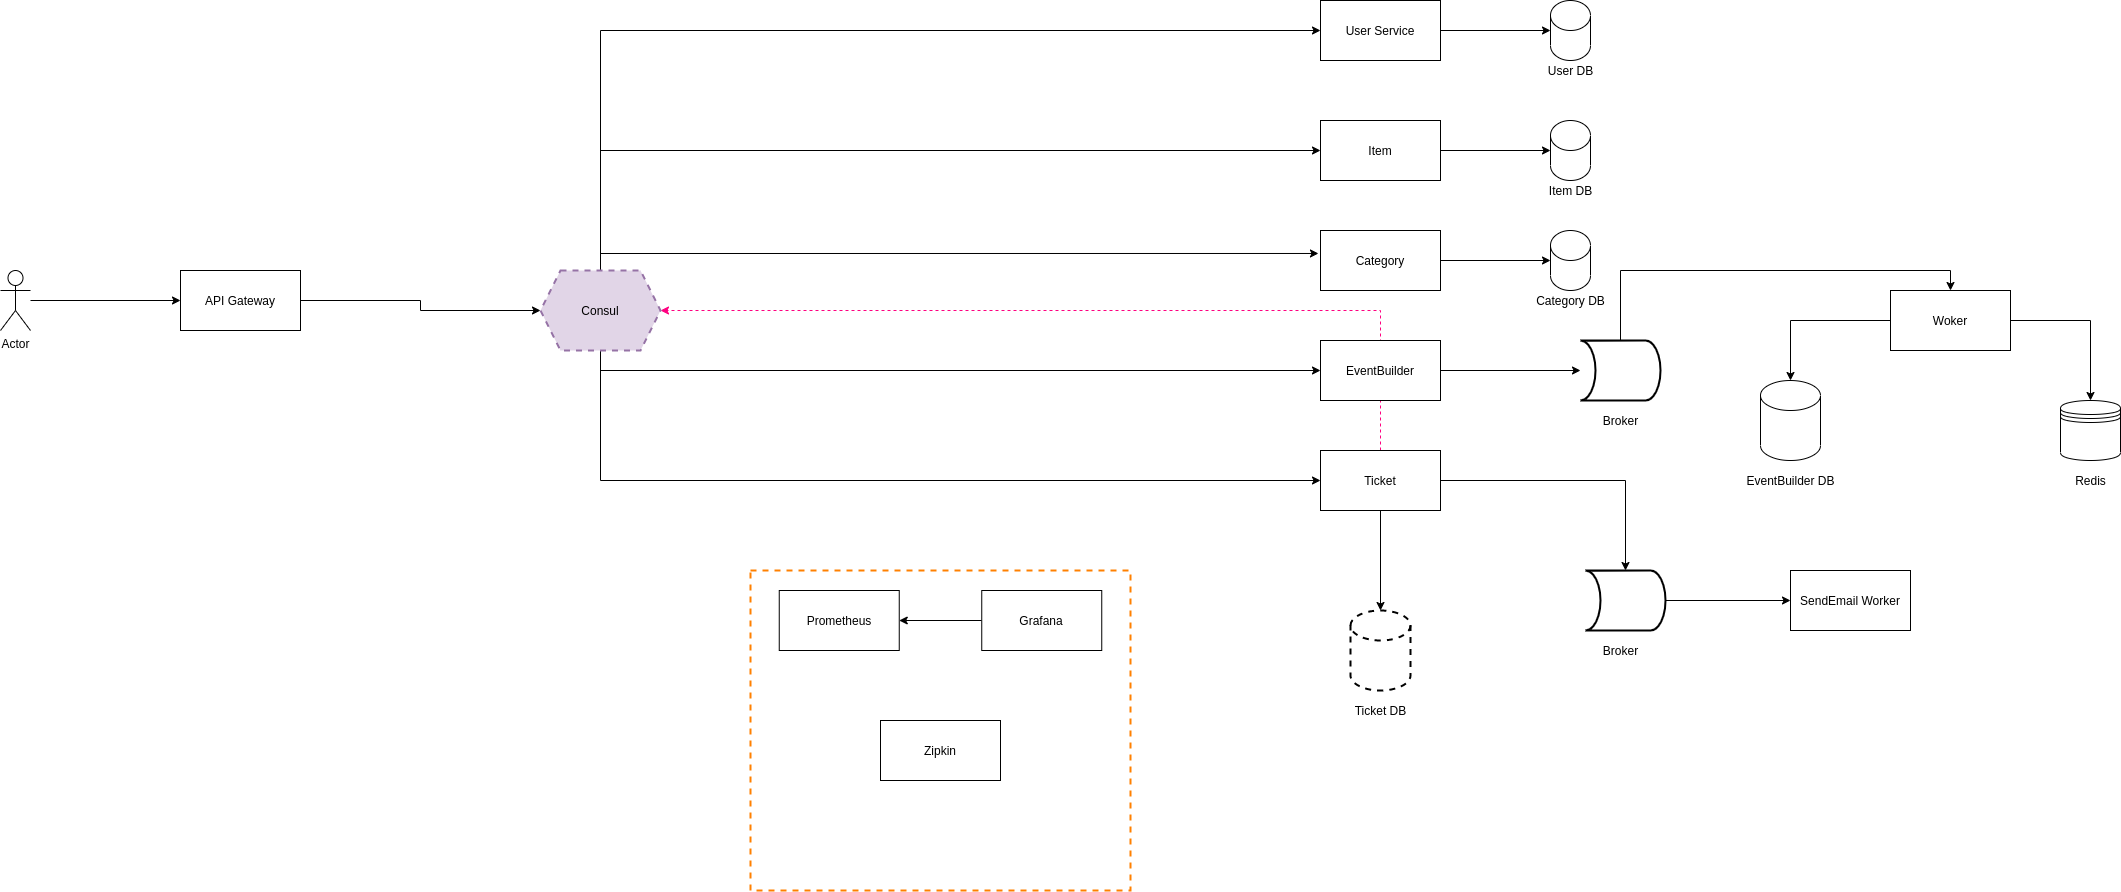 User Service
User DB
Item
Item DB
Category
Category DB
Actor
API Gateway
Consul
EventBuilder
Broker
Woker
EventBuilder DB
Redis
Ticket
Ticket DB
Broker
SendEmail Worker
Prometheus
Grafana
Zipkin